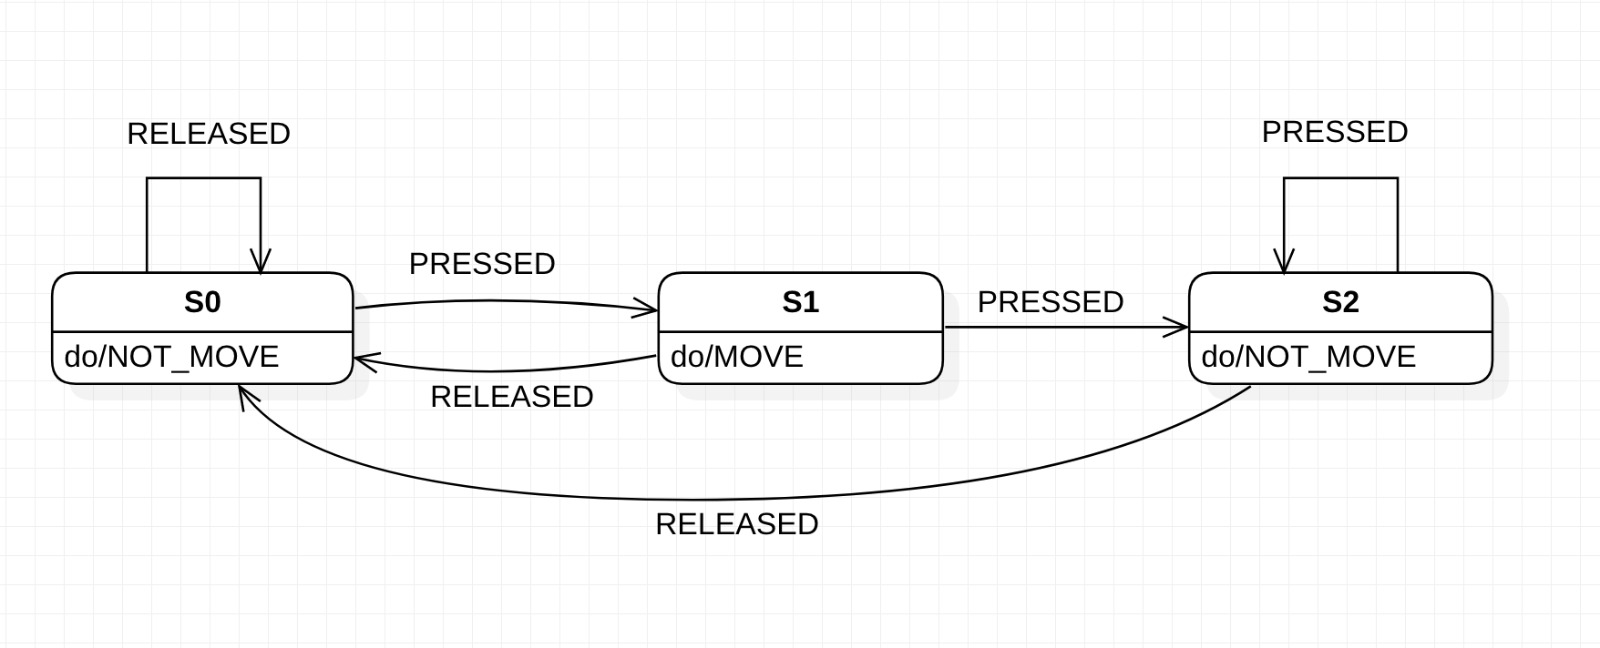 RELEASED
PRESSED
PRESSED
S0
S1
PRESSED
S2
do/NOT_MOVE
do/MOVE
do/NOT_MOVE
RELEASED
RELEASED